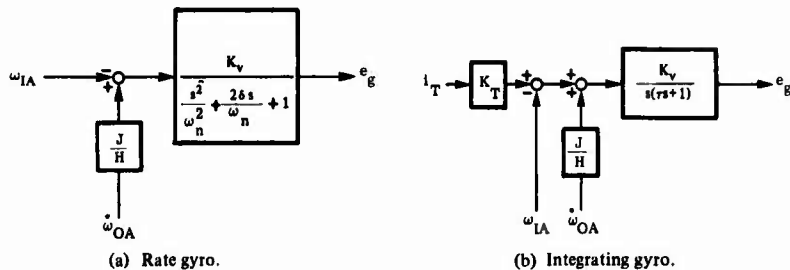 ω_IA
−
+
K_v
s²/ω_n² + 2δs/ω_n + 1
e_g
J/H
ω̇_OA
(a) Rate gyro.
i_T
K_T
+
−
+
+
K_v
s(τs+1)
e_g
J/H
ω_IA
ω̇_OA
(b) Integrating gyro.